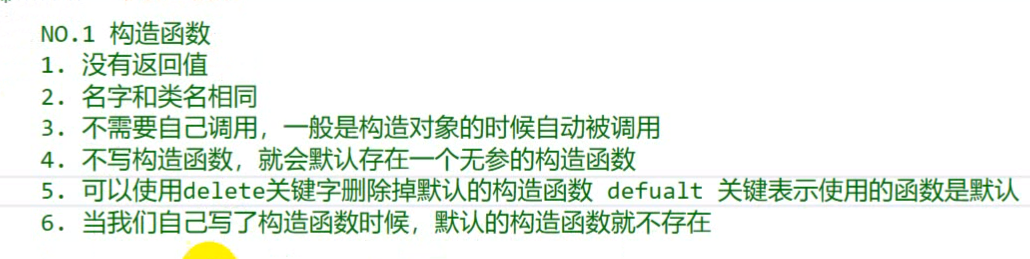 NO.1 构造函数
1. 没有返回值
2. 名字和类名相同
3. 不需要自己调用，一般是构造对象的时候自动被调用
4. 不写构造函数，就会默认存在一个无参的构造函数
5. 可以使用delete关键字删除掉默认的构造函数 defualt 关键表示使用的函数是默认
6. 当我们自己写了构造函数时候，默认的构造函数就不存在